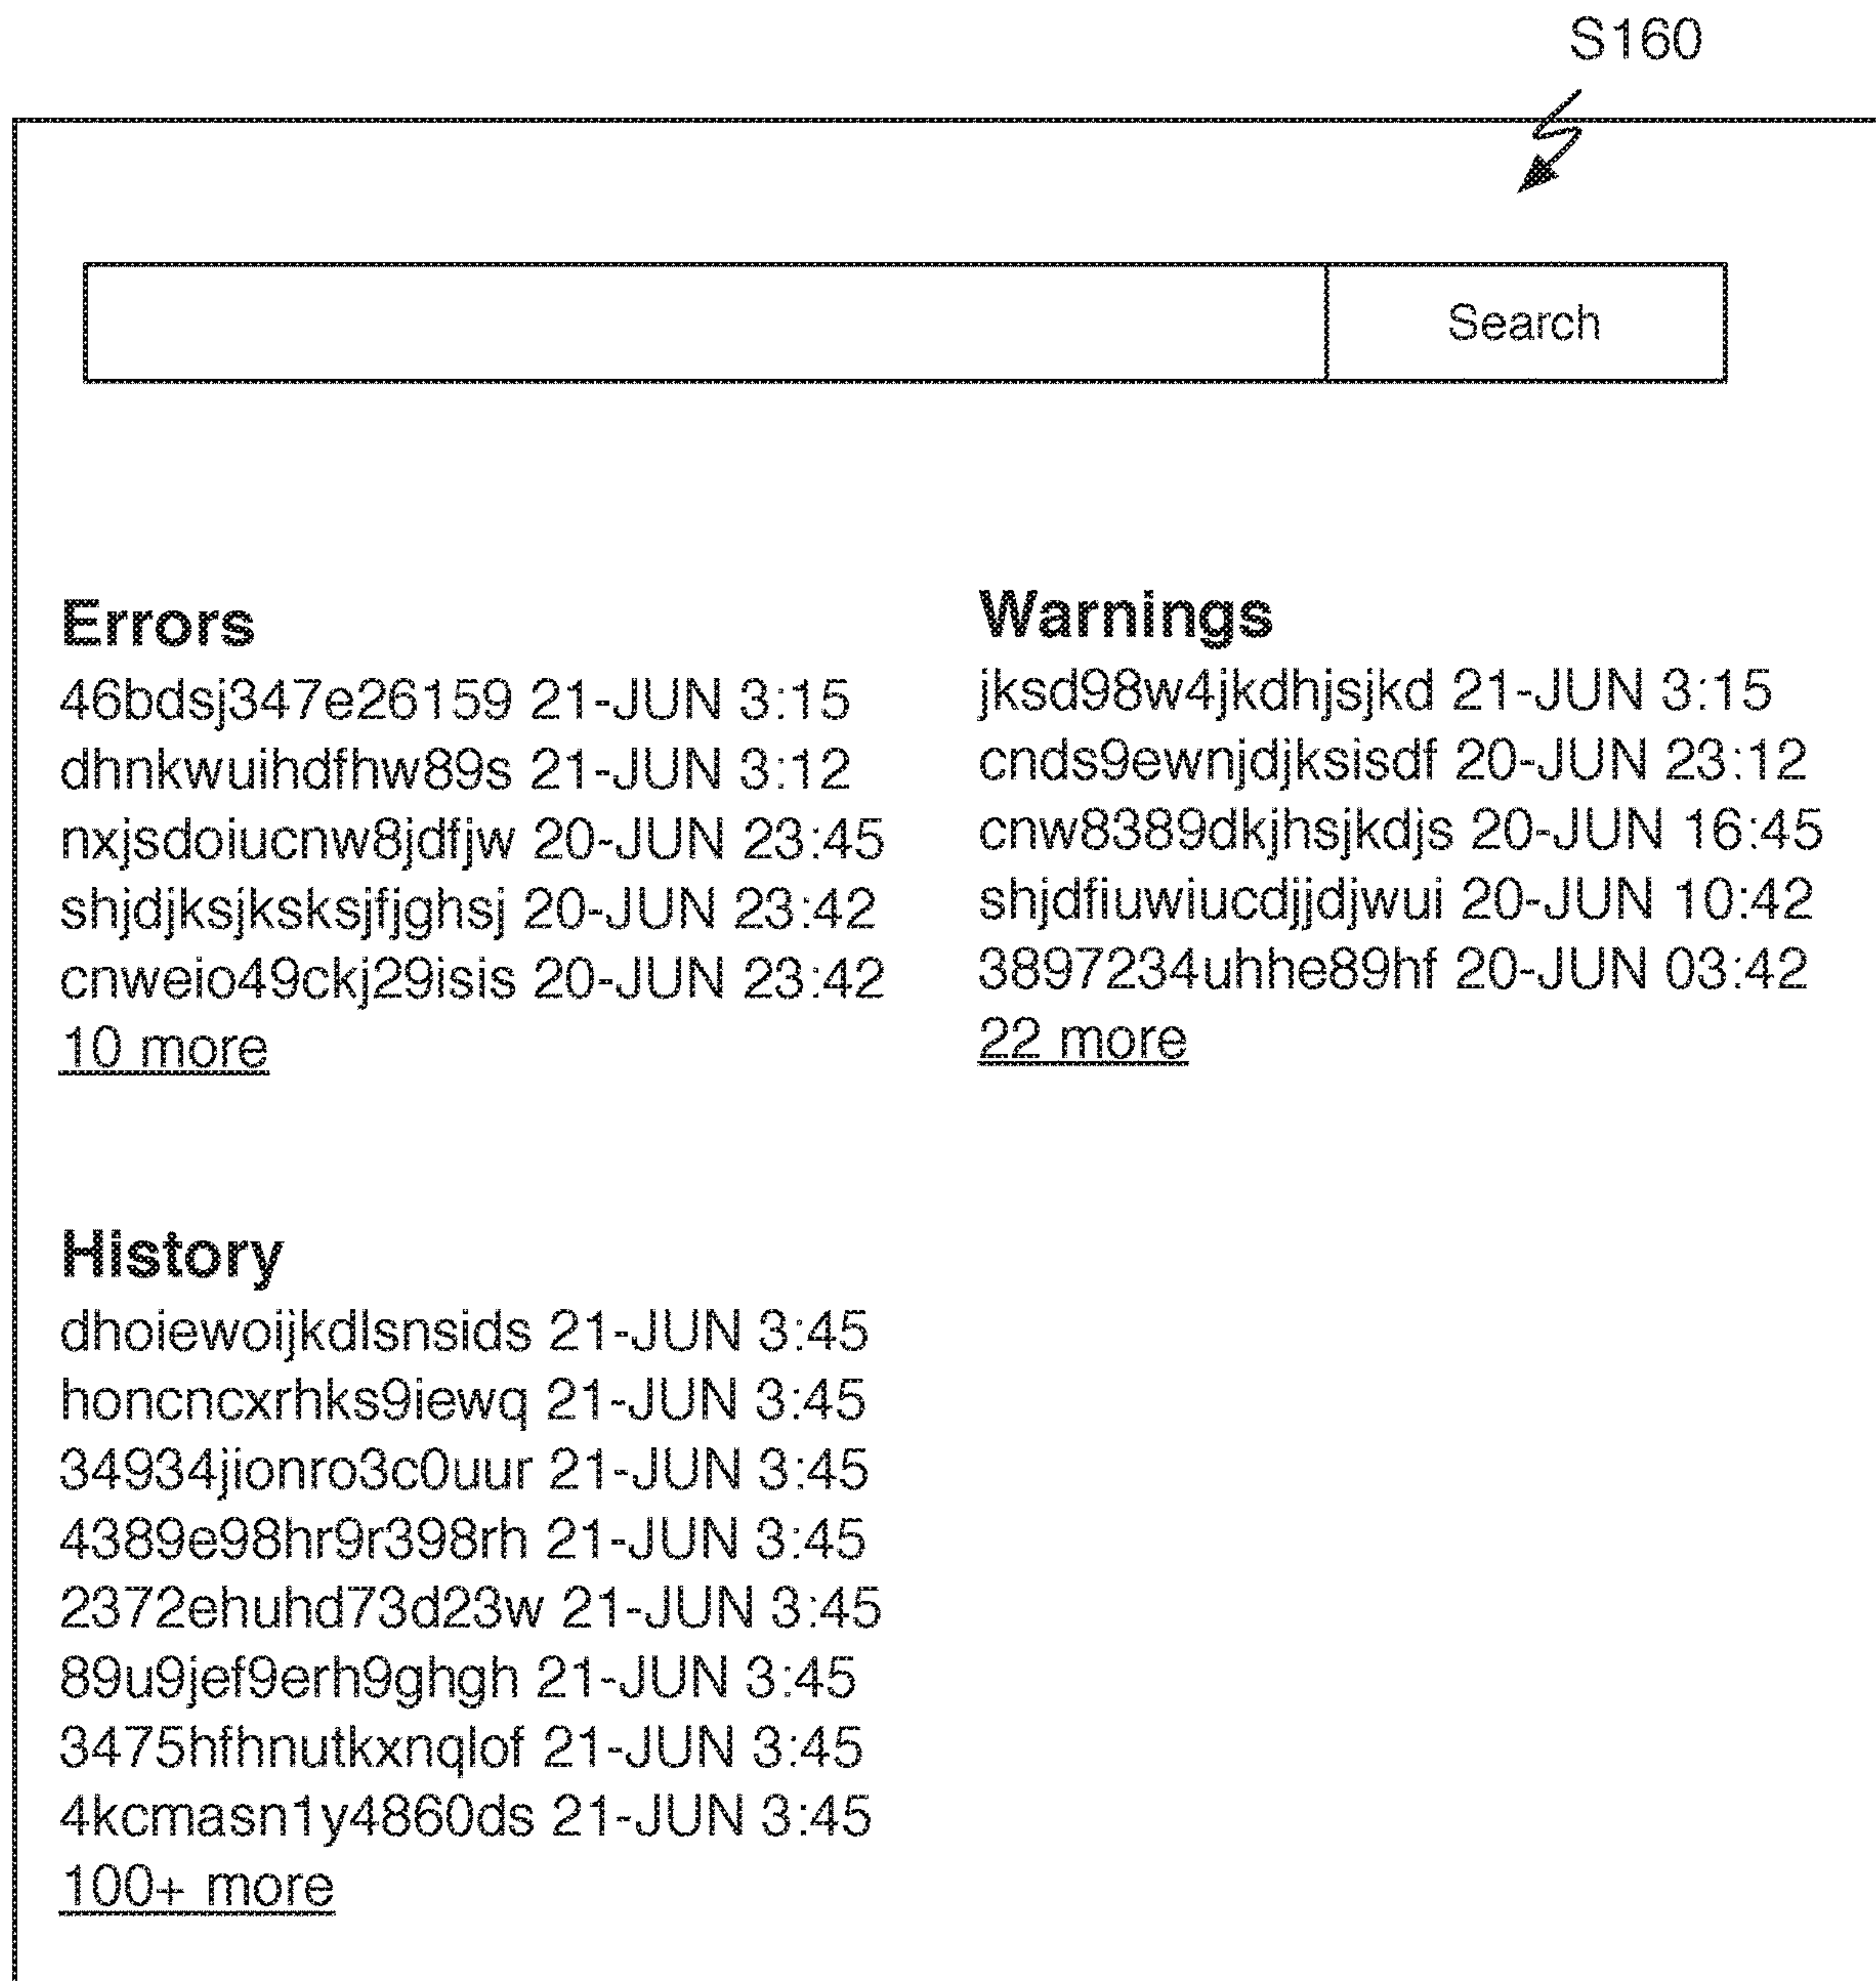 S160
Search
Errors
46bdsj347e26159 21-JUN 3:15
dhnkwuihdfhw89s 21-JUN 3:12
nxjsdoiucnw8jdfjw 20-JUN 23:45
shjdjksjksksjfjghsj 20-JUN 23:42
cnweio49ckj29isis 20-JUN 23:42
10 more
Warnings
jksd98w4jkdhjsjkd 21-JUN 3:15
cnds9ewnjdjksisdf 20-JUN 23:12
cnw8389dkjhsjkdjs 20-JUN 16:45
shjdfiuwiucdjjdjwui 20-JUN 10:42
3897234uhhe89hf 20-JUN 03:42
22 more
History
dhoiewoijkdlsnsids 21-JUN 3:45
honcncxrhks9iewq 21-JUN 3:45
34934jionro3c0uur 21-JUN 3:45
4389e98hr9r398rh 21-JUN 3:45
2372ehuhd73d23w 21-JUN 3:45
89u9jef9erh9ghgh 21-JUN 3:45
3475hfhnutkxnqlof 21-JUN 3:45
4kcmasn1y4860ds 21-JUN 3:45
100+ more